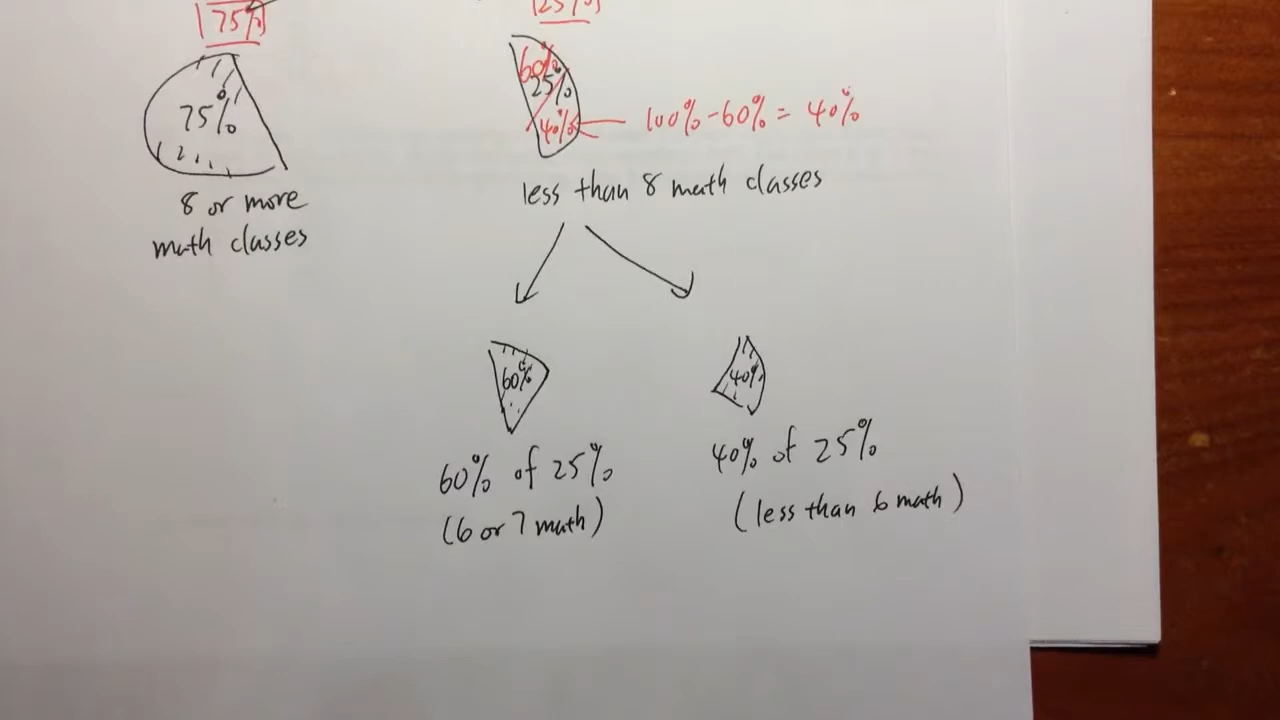 75%
25%
75%
60%
25%
40%
100%-60% = 40%
8 or more
math classes
less than 8 math classes
60%
40%
60% of 25%
(6 or 7 math)
40% of 25%
(less than 6 math)